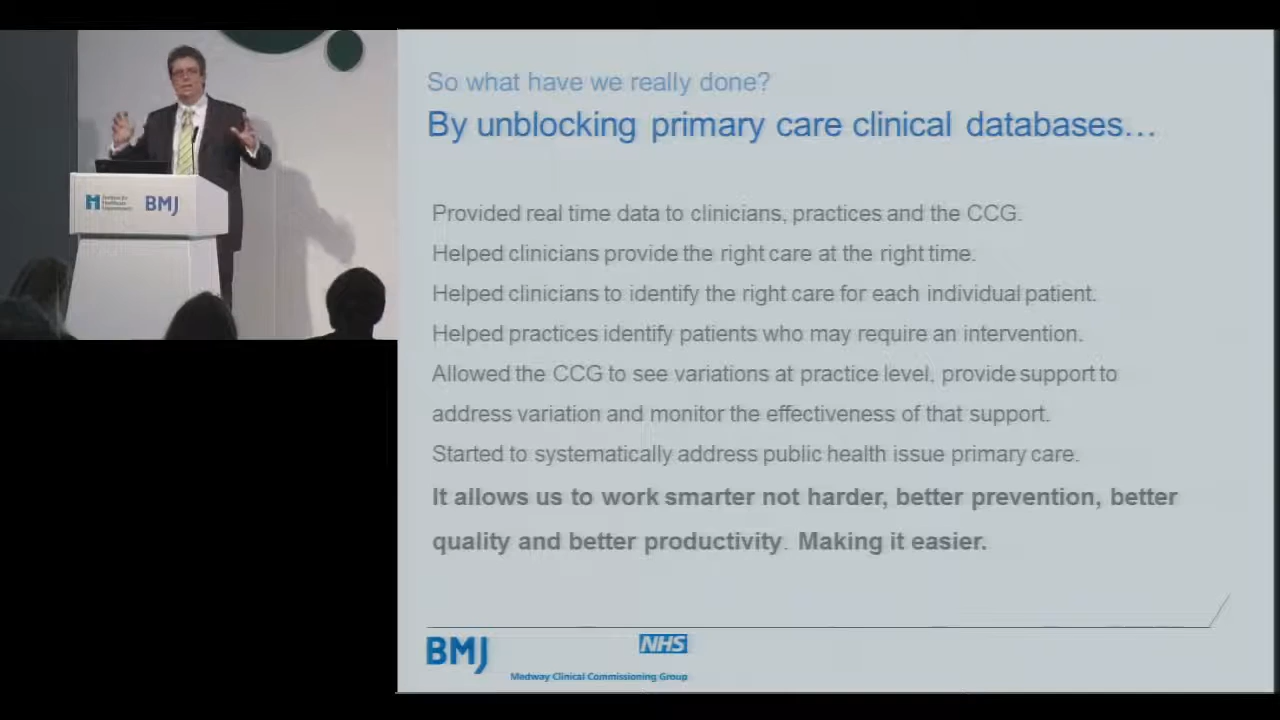 So what have we really done?
By unblocking primary care clinical databases…
Provided real time data to clinicians, practices and the CCG.
Helped clinicians provide the right care at the right time.
Helped clinicians to identify the right care for each individual patient.
Helped practices identify patients who may require an intervention.
Allowed the CCG to see variations at practice level, provide support to
address variation and monitor the effectiveness of that support.
Started to systematically address public health issue primary care.
It allows us to work smarter not harder, better prevention, better
quality and better productivity. Making it easier.
BMJ
NHS
Medway Clinical Commissioning Group
Institute for
Healthcare
Improvement
BMJ